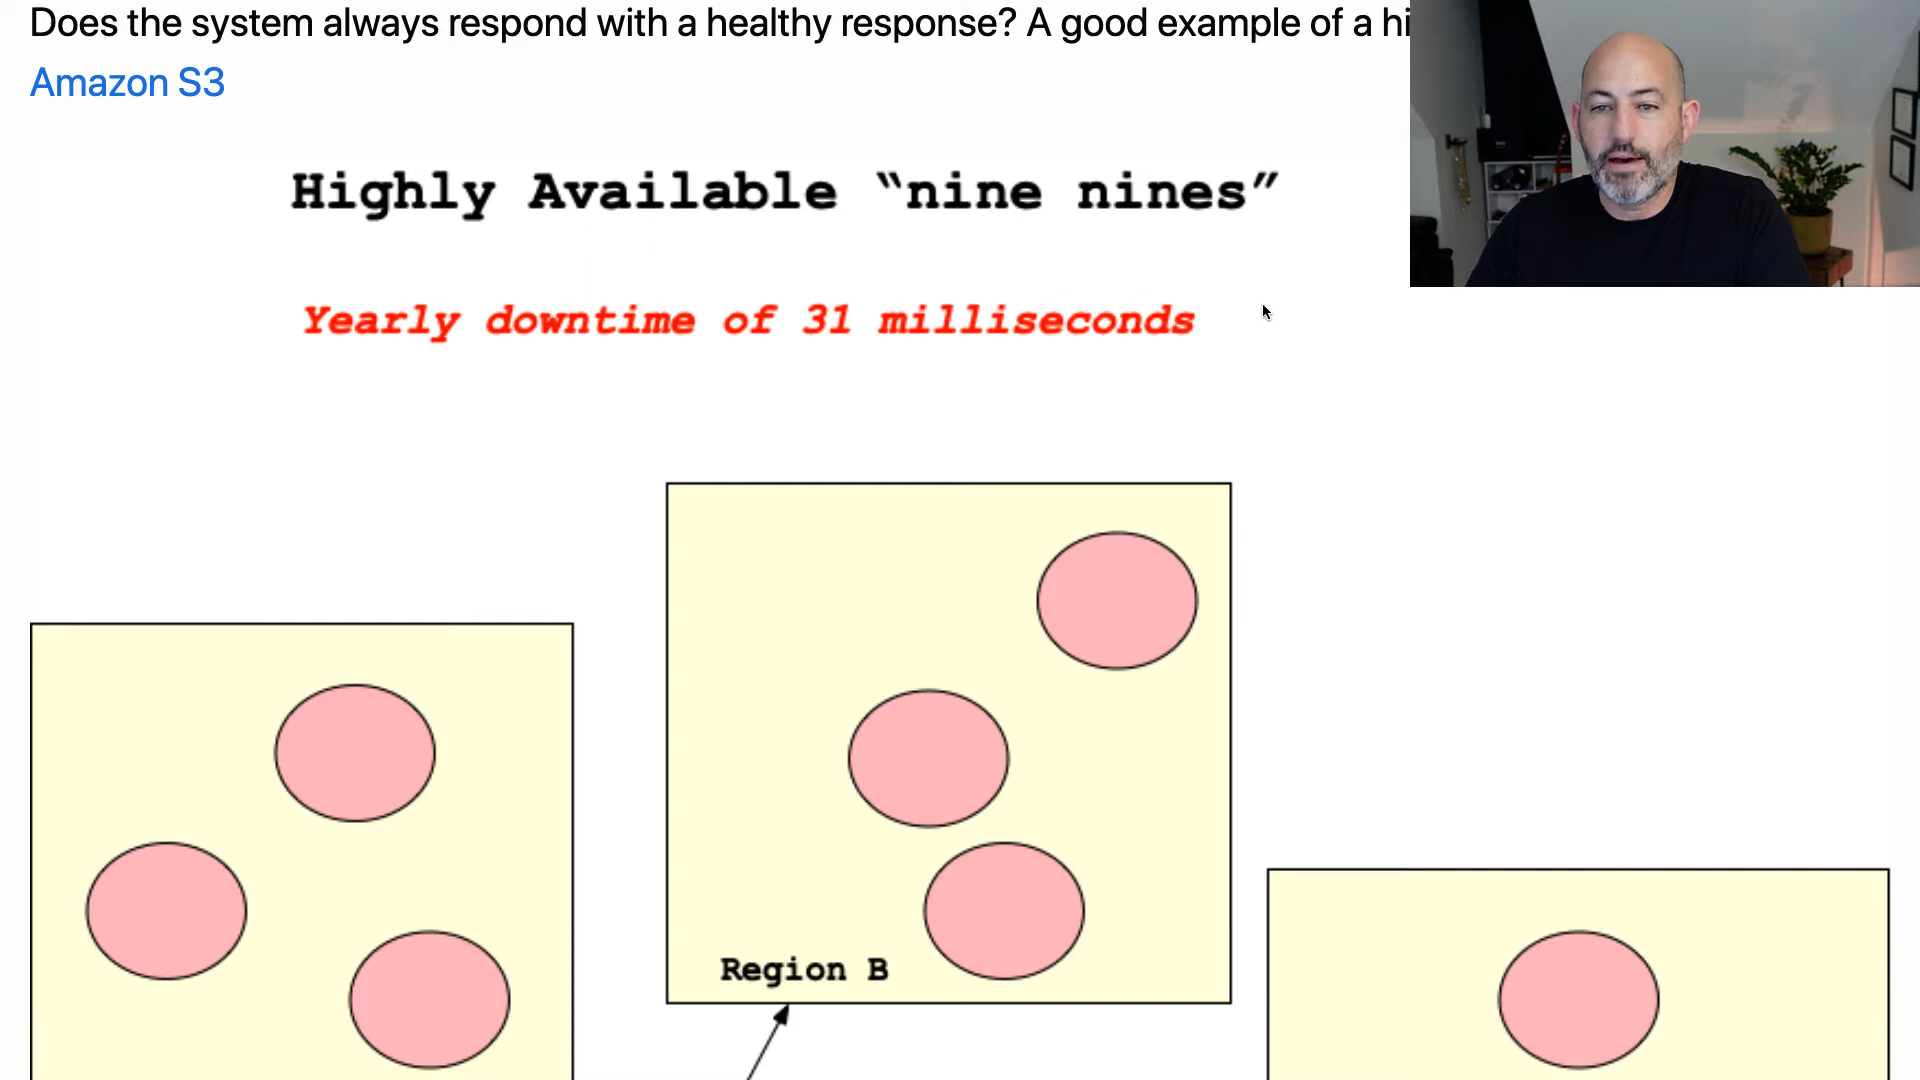 Does the system always respond with a healthy response? A good example of a hi
Amazon S3
Highly Available “nine nines”
Yearly downtime of 31 milliseconds
Region B